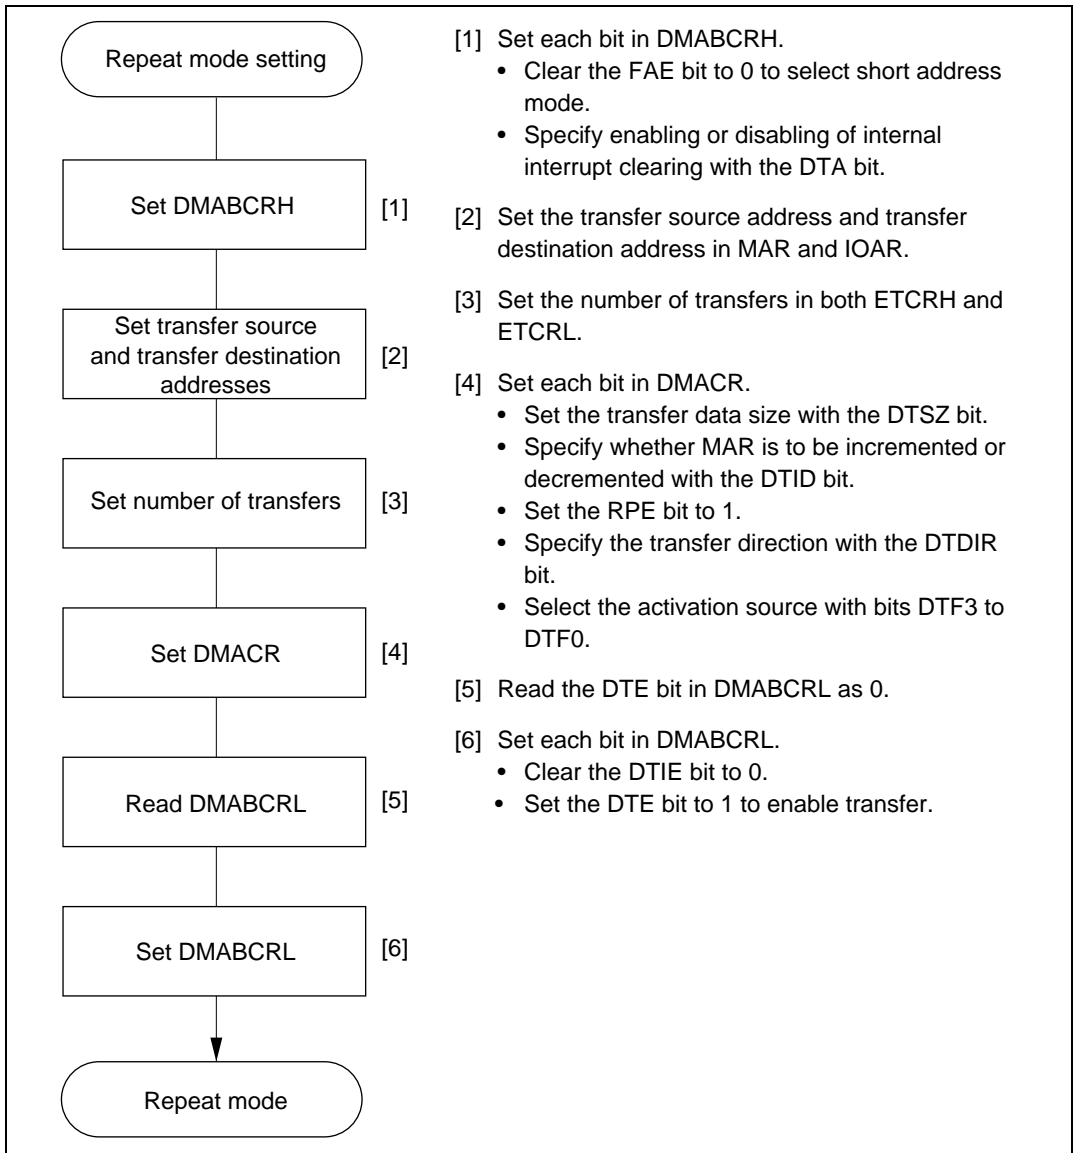 Repeat mode setting
Set DMABCRH [1]
Set transfer source
and transfer destination [2]
addresses
Set number of transfers [3]
Set DMACR [4]
Read DMABCRL [5]
Set DMABCRL [6]
Repeat mode
[1] Set each bit in DMABCRH.
• Clear the FAE bit to 0 to select short address
mode.
• Specify enabling or disabling of internal
interrupt clearing with the DTA bit.
[2] Set the transfer source address and transfer
destination address in MAR and IOAR.
[3] Set the number of transfers in both ETCRH and
ETCRL.
[4] Set each bit in DMACR.
• Set the transfer data size with the DTSZ bit.
• Specify whether MAR is to be incremented or
decremented with the DTID bit.
• Set the RPE bit to 1.
• Specify the transfer direction with the DTDIR
bit.
• Select the activation source with bits DTF3 to
DTF0.
[5] Read the DTE bit in DMABCRL as 0.
[6] Set each bit in DMABCRL.
• Clear the DTIE bit to 0.
• Set the DTE bit to 1 to enable transfer.